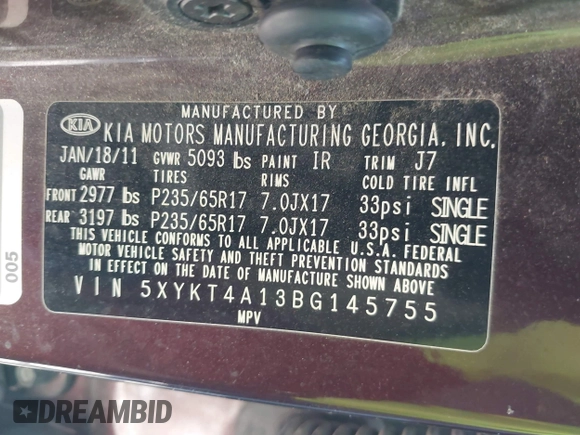 MANUFACTURED BY
KIA KIA MOTORS MANUFACTURING GEORGIA, INC.
JAN/18/11 GVWR 5093 lbs PAINT IR TRIM J7
GAWR TIRES RIMS COLD TIRE INFL
FRONT 2977 lbs P235/65R17 7.0JX17 33psi SINGLE
REAR 3197 lbs P235/65R17 7.0JX17 33psi SINGLE
THIS VEHICLE CONFORMS TO ALL APPLICABLE U.S.A. FEDERAL
MOTOR VEHICLE SAFETY AND THEFT PREVENTION STANDARDS
IN EFFECT ON THE DATE OF MANUFACTURE SHOWN ABOVE
VIN 5XYKT4A13BG145755
MPV
005
DREAMBID